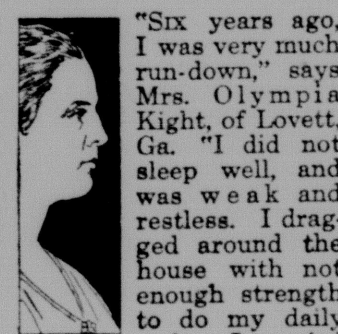 "SIX years ago,
I was very much
run-down," says
Mrs. Olympia
Kight, of Lovett,
Ga. "I did not
sleep well, and
was weak and
restless. I drag-
ged around the
house with not
enough strength
to do my daily